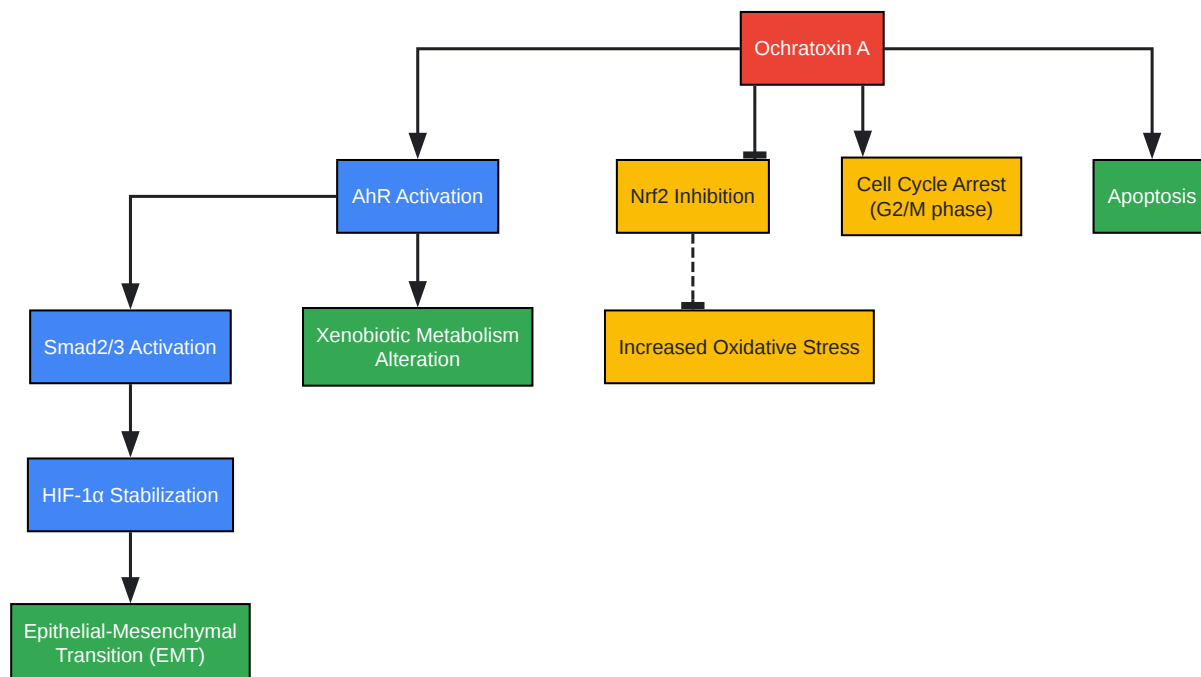 Ochratoxin A
AhR Activation
Nrf2 Inhibition
Cell Cycle Arrest
(G2/M phase)
Apoptosis
Smad2/3 Activation
Xenobiotic Metabolism
Alteration
Increased Oxidative Stress
HIF-1α Stabilization
Epithelial-Mesenchymal
Transition (EMT)